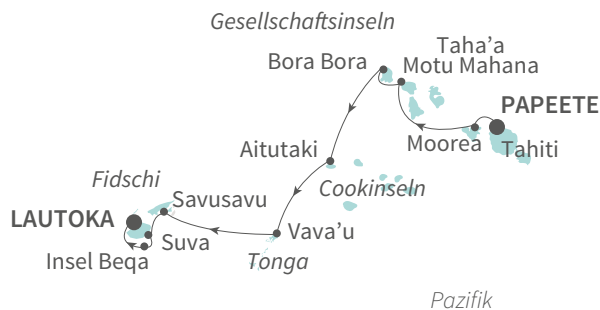 Gesellschaftsinseln
Taha’a
Bora Bora
Motu Mahana
PAPEETE
Moorea
Tahiti
Aitutaki
Cookinseln
Fidschi
Savusavu
LAUTOKA
Suva
Vava’u
Insel Beqa
Tonga
Pazifik